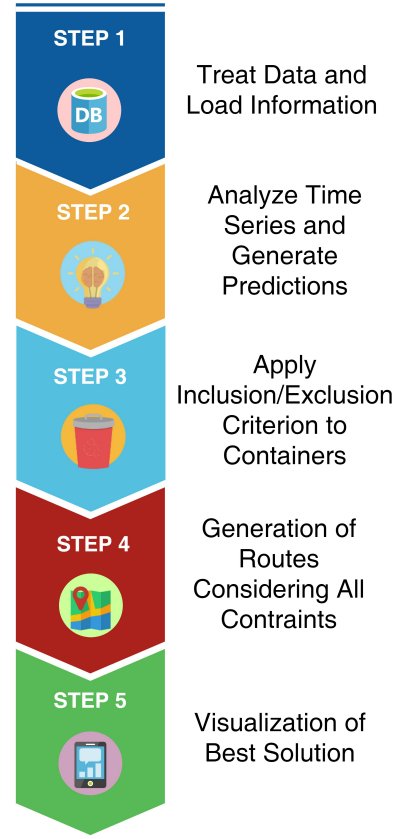 STEP 1
DB
Treat Data and
Load Information
STEP 2
Analyze Time
Series and
Generate
Predictions
STEP 3
Apply
Inclusion/Exclusion
Criterion to
Containers
STEP 4
Generation of
Routes
Considering All
Contraints
STEP 5
Visualization of
Best Solution